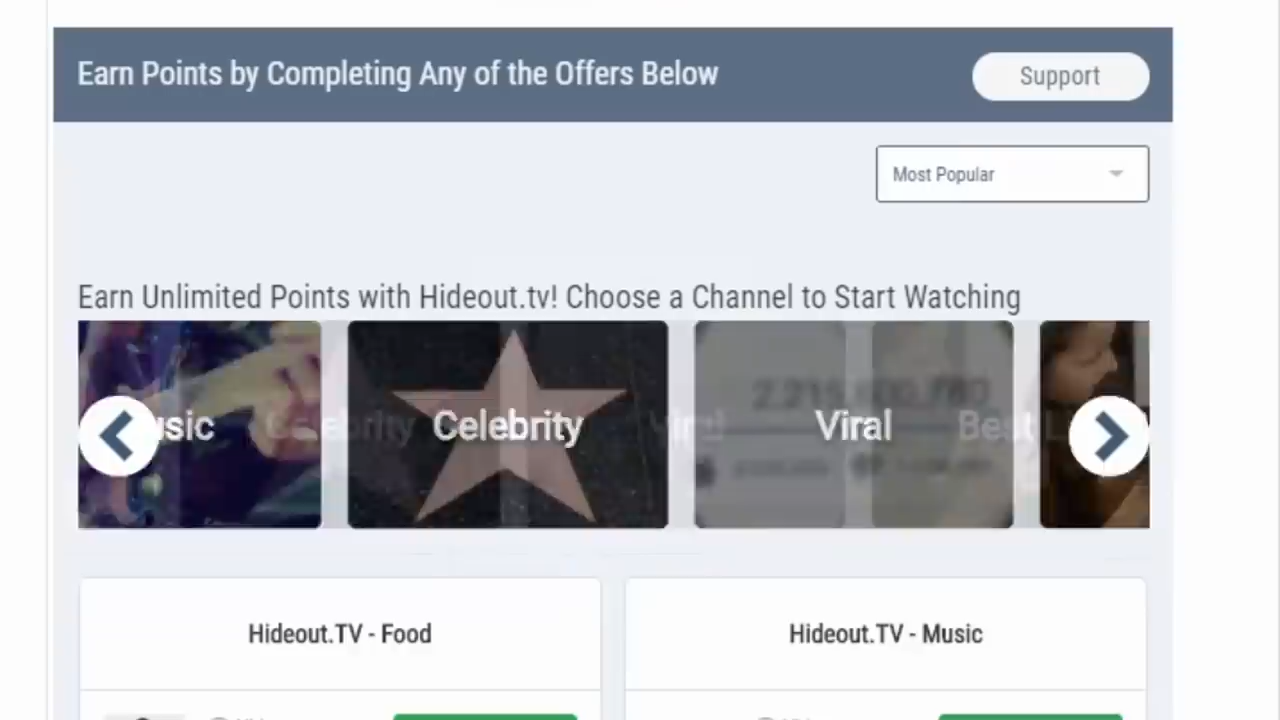 Earn Points by Completing Any of the Offers Below
Support
Most Popular
Earn Unlimited Points with Hideout.tv! Choose a Channel to Start Watching
Celebrity
Viral
Hideout.TV - Food
Hideout.TV - Music